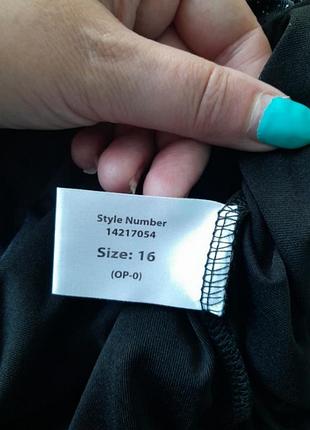 Style Number
14217054
Size: 16
(OP-0)